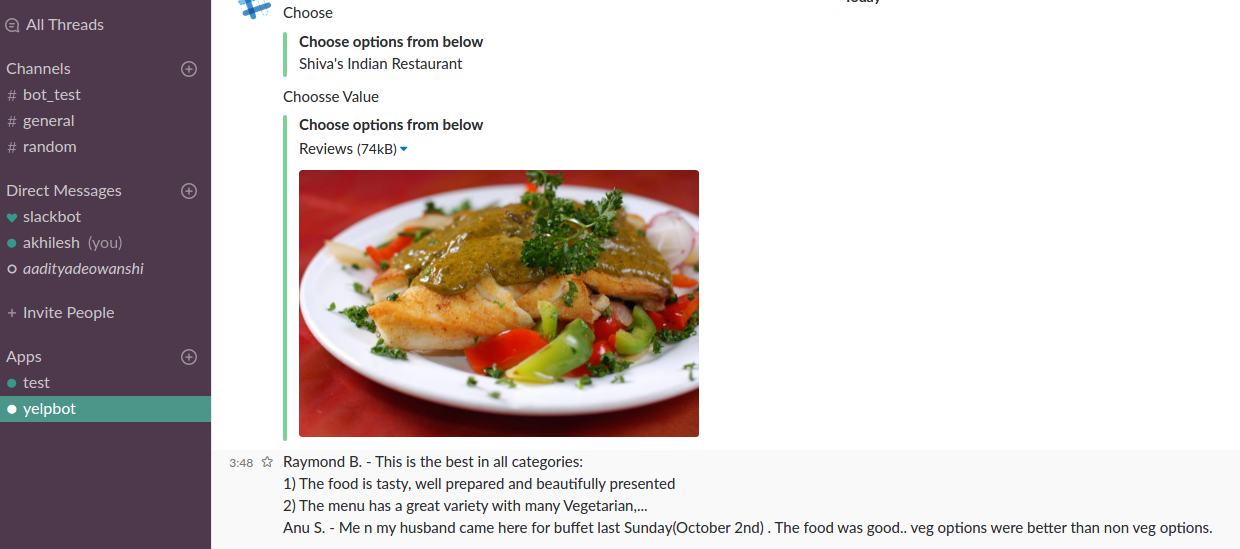 All Threads
Channels
# bot_test
# general
# random
Direct Messages
slackbot
akhilesh (you)
aadityadeowanshi
+ Invite People
Apps
test
yelpbot
Today
Choose
Choose options from below
Shiva's Indian Restaurant
Choosse Value
Choose options from below
Reviews (74kB)
3:48 Raymond B. - This is the best in all categories:
1) The food is tasty, well prepared and beautifully presented
2) The menu has a great variety with many Vegetarian,...
Anu S. - Me n my husband came here for buffet last Sunday(October 2nd) . The food was good.. veg options were better than non veg options.